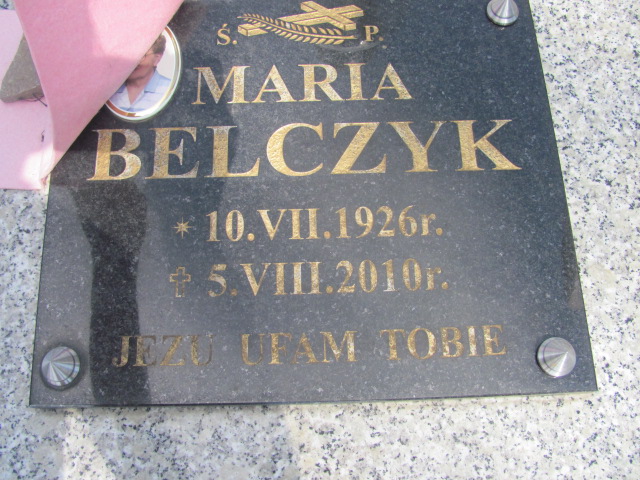 Ś. P.
MARIA
BELCZYK
* 10.VII.1926r.
✝ 5.VIII.2010r.
JEZU UFAM TOBIE